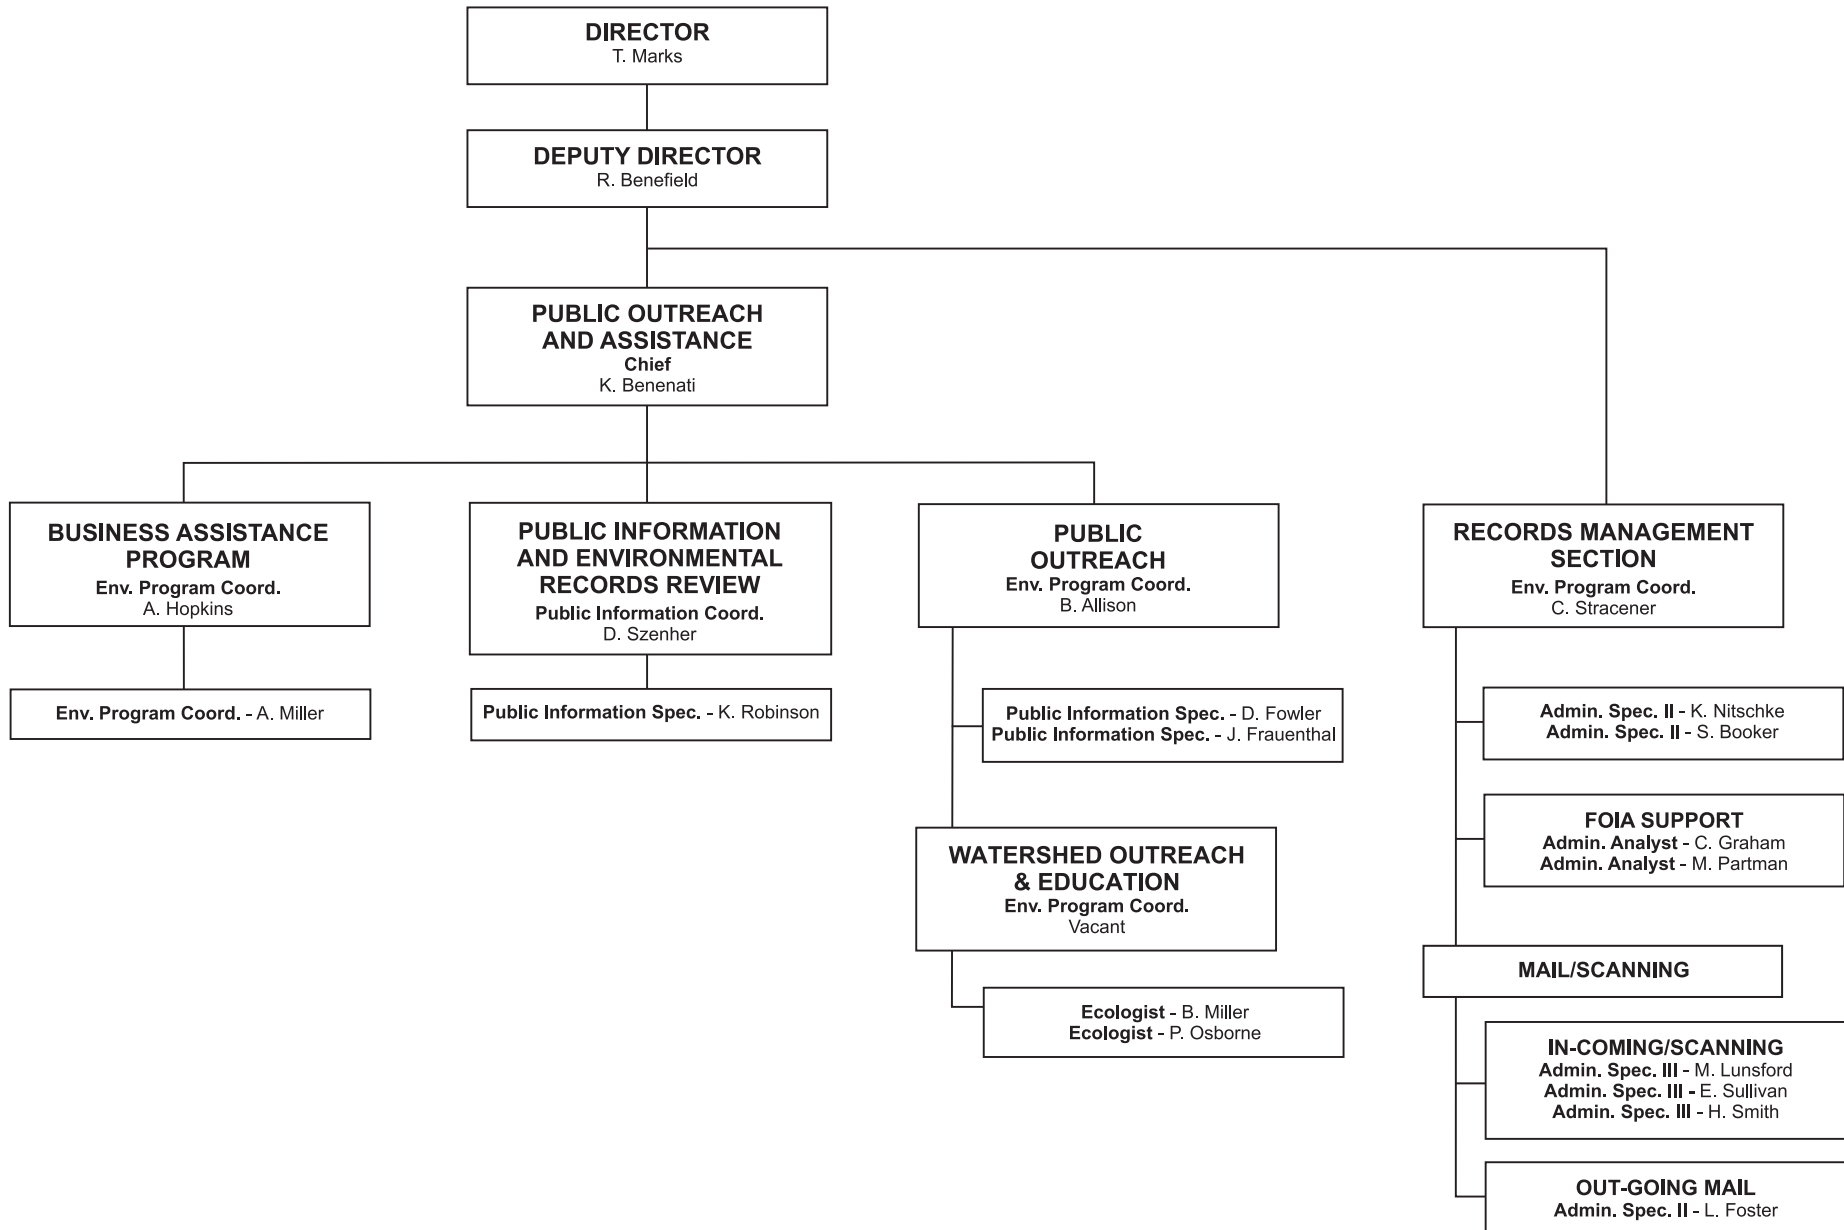 DIRECTOR
T. Marks
DEPUTY DIRECTOR
R. Benefield
PUBLIC OUTREACH
AND ASSISTANCE
Chief
K. Benenati
BUSINESS ASSISTANCE
PROGRAM
Env. Program Coord.
A. Hopkins
Env. Program Coord. - A. Miller
PUBLIC INFORMATION
AND ENVIRONMENTAL
RECORDS REVIEW
Public Information Coord.
D. Szenher
Public Information Spec. - K. Robinson
PUBLIC
OUTREACH
Env. Program Coord.
B. Allison
Public Information Spec. - D. Fowler
Public Information Spec. - J. Frauenthal
WATERSHED OUTREACH
& EDUCATION
Env. Program Coord.
Vacant
Ecologist - B. Miller
Ecologist - P. Osborne
RECORDS MANAGEMENT
SECTION
Env. Program Coord.
C. Stracener
Admin. Spec. II - K. Nitschke
Admin. Spec. II - S. Booker
FOIA SUPPORT
Admin. Analyst - C. Graham
Admin. Analyst - M. Partman
MAIL/SCANNING
IN-COMING/SCANNING
Admin. Spec. III - M. Lunsford
Admin. Spec. III - E. Sullivan
Admin. Spec. III - H. Smith
OUT-GOING MAIL
Admin. Spec. II - L. Foster